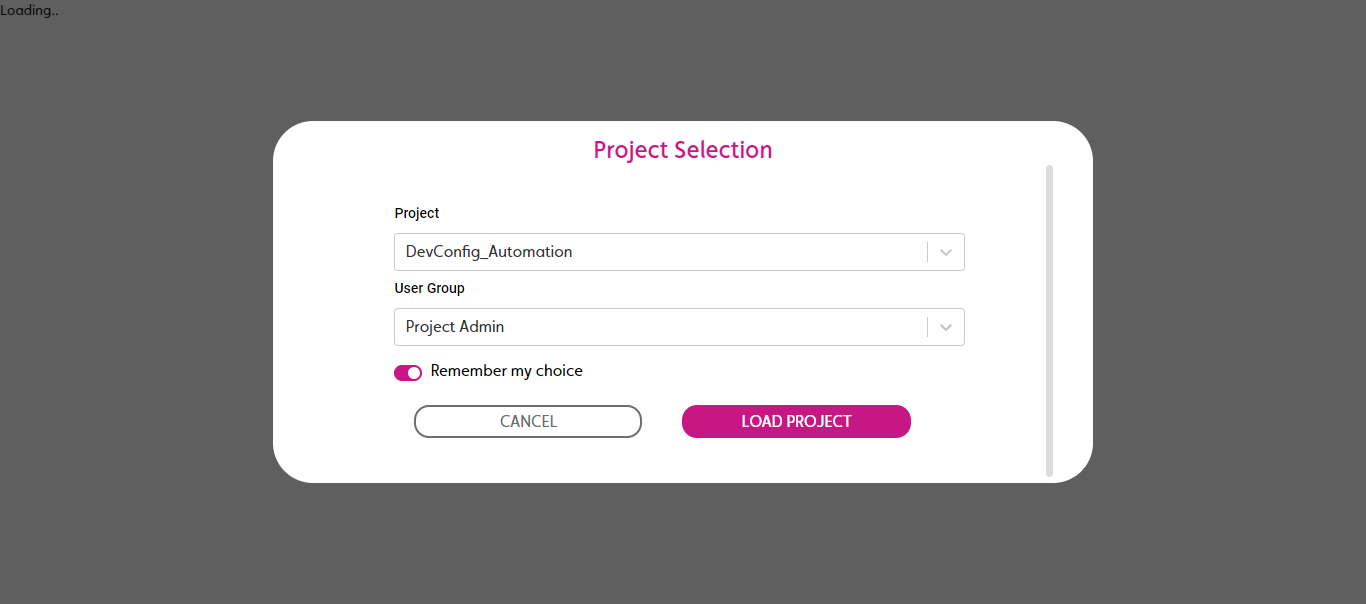 Loading..
Project Selection
Project
DevConfig_Automation
User Group
Project Admin
Remember my choice
CANCEL
LOAD PROJECT